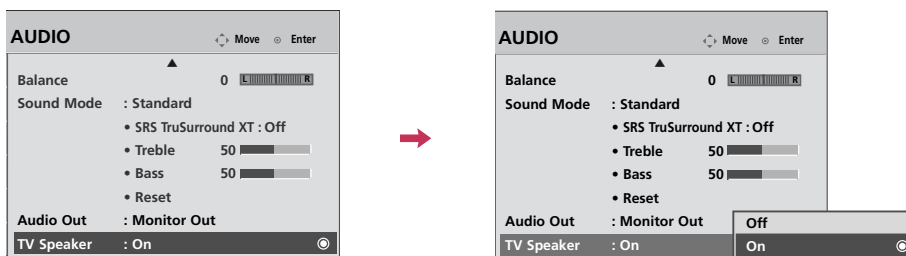 AUDIO Move Enter
Balance 0 L R
Sound Mode : Standard
• SRS TruSurround XT : Off
• Treble 50
• Bass 50
• Reset
Audio Out : Monitor Out
TV Speaker : On
AUDIO Move Enter
Balance 0 L R
Sound Mode : Standard
• SRS TruSurround XT : Off
• Treble 50
• Bass 50
• Reset
Audio Out : Monitor Out
TV Speaker : On
Off
On